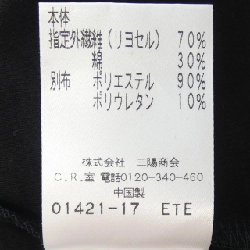 本体
指定外繊維(リヨセル) 70%
綿 30%
別布 ポリエステル 90%
ポリウレタン 10%
株式会社 三陽商会
C.R.室 電話0120-340-460
中国製
01421-17 ETE